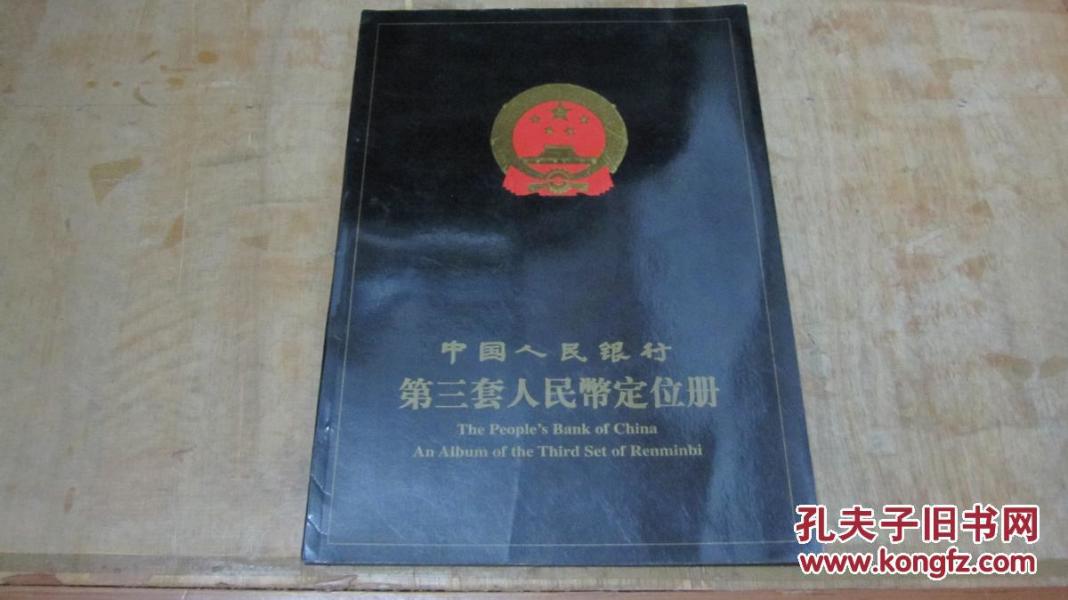 中国人民银行
第三套人民幣定位册
The People's Bank of China
An Album of the Third Set of Renminbi
孔夫子旧书网
www.kongfz.com